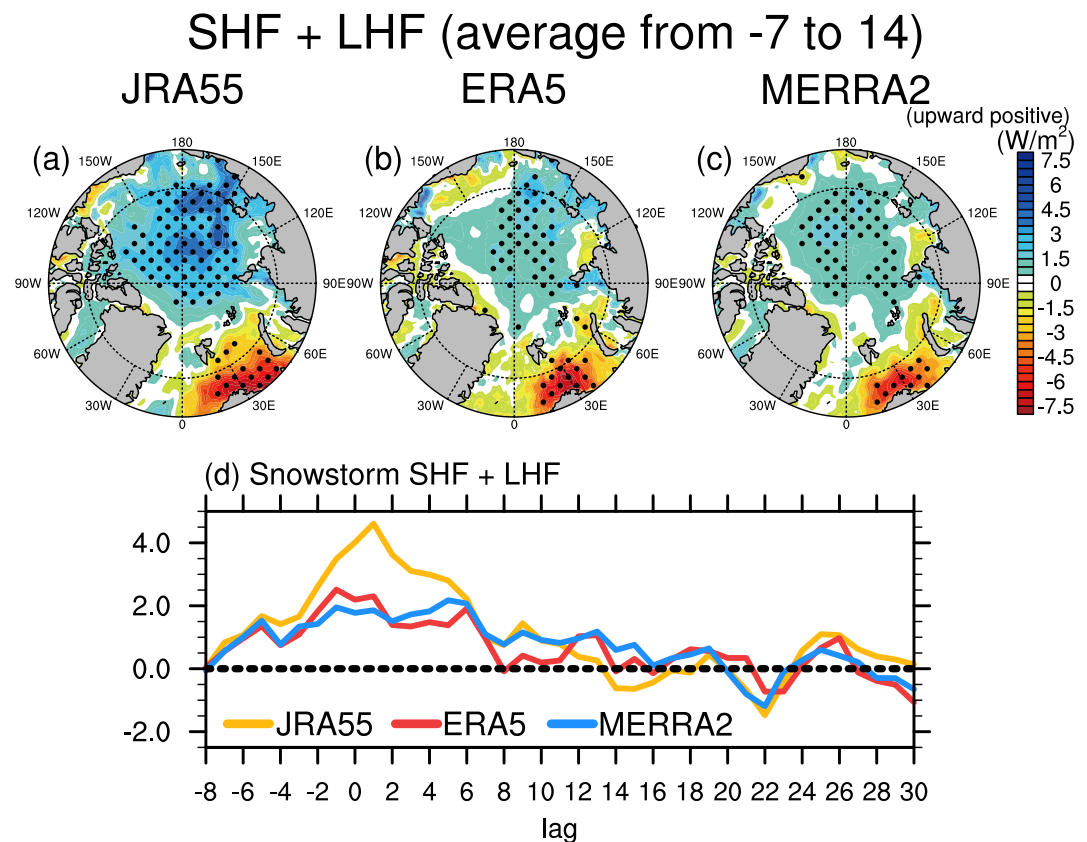 SHF + LHF (average from -7 to 14)
JRA55 ERA5 MERRA2
(upward positive)
(W/m²)
(a) 180 150W 150E 120W 120E 90W 90E 60W 60E 30W 30E 0
(b) 180 150W 150E 120W 120E 90W 90E 60W 60E 30W 30E 0
(c) 180 150W 150E 120W 120E 90W 90E 60W 60E 30W 30E 0
7.5
6
4.5
3
1.5
0
-1.5
-3
-4.5
-6
-7.5
(d) Snowstorm SHF + LHF
4.0
2.0
0.0
-2.0
JRA55 ERA5 MERRA2
-8 -6 -4 -2 0 2 4 6 8 10 12 14 16 18 20 22 24 26 28 30
lag